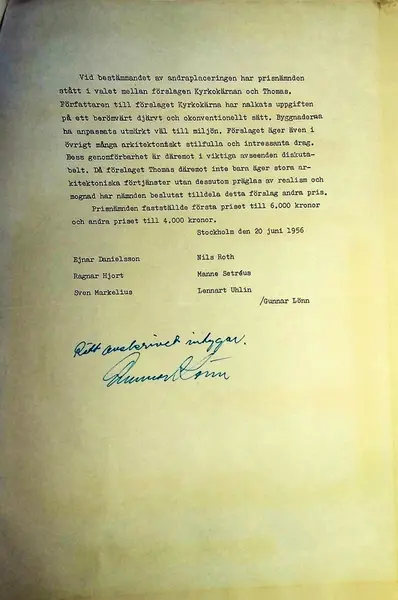 Vid bestämmandet av andraplaceringen har prisnämnden
stått i valet mellan förslagen Kyrkokärnan och Thomas.
Författaren till förslaget Kyrkokärna har nalkats uppgiften
på ett berömvärt djärvt och okonventionellt sätt. Byggnaderna
ha anpassats utmärkt väl till miljön. Förslaget äger även i
övrigt många arkitektoniskt stilfulla och intressanta drag.
Dess genomförbarhet är däremot i viktiga avseenden diskuta-
belt. Då förslaget Thomas däremot inte bara äger stora ar-
kitektoniska förtjänster utan dessutom präglas av realism och
mognad har nämnden beslutat tilldela detta förslag andra pris.
Prisnämnden fastställde första priset till 6.000 kronor
och andra priset till 4.000 kronor.
Stockholm den 20 juni 1956
Ejnar Danielsson Nils Roth
Ragnar Hjort Manne Setréus
Sven Markelius Lennart Uhlin
/Gunnar Lönn
Rätt avskrivet intygar.
Gunnar Lönn